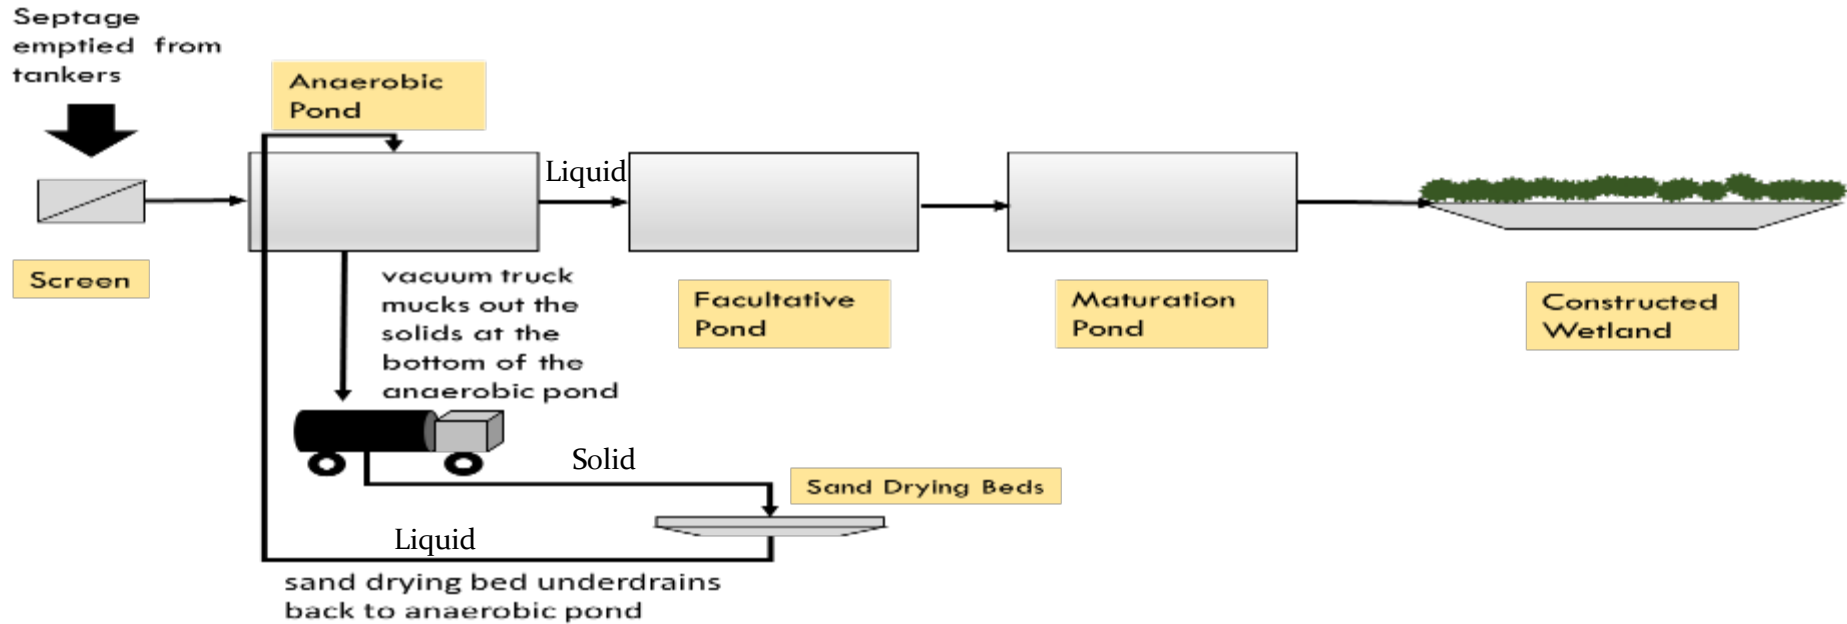 Septage
emptied from
tankers
Anaerobic
Pond
Liquid
Screen
vacuum truck
mucks out the
solids at the
bottom of the
anaerobic pond
Facultative
Pond
Maturation
Pond
Constructed
Wetland
Solid
Sand Drying Beds
Liquid
sand drying bed underdrains
back to anaerobic pond